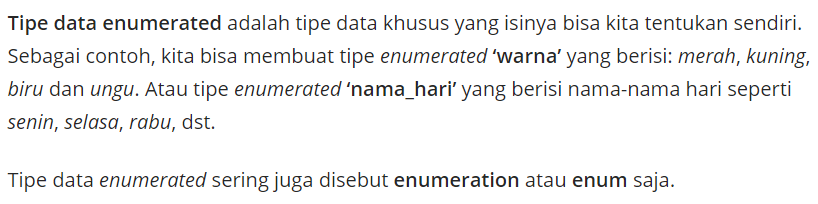 Tipe data enumerated adalah tipe data khusus yang isinya bisa kita tentukan sendiri.
Sebagai contoh, kita bisa membuat tipe enumerated ‘warna’ yang berisi: merah, kuning,
biru dan ungu. Atau tipe enumerated ‘nama_hari’ yang berisi nama-nama hari seperti
senin, selasa, rabu, dst.
Tipe data enumerated sering juga disebut enumeration atau enum saja.